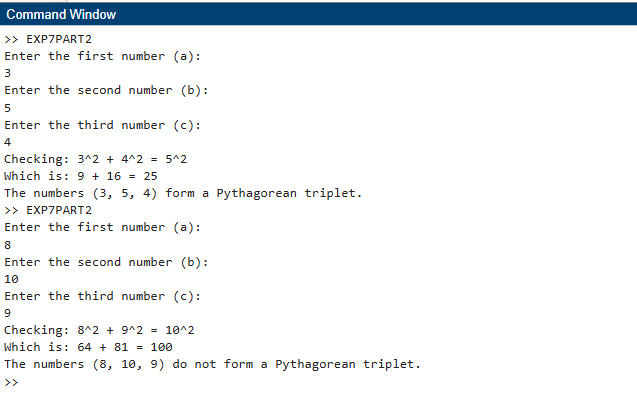 Command Window
>> EXP7PART2
Enter the first number (a):
3
Enter the second number (b):
5
Enter the third number (c):
4
Checking: 3^2 + 4^2 = 5^2
Which is: 9 + 16 = 25
The numbers (3, 5, 4) form a Pythagorean triplet.
>> EXP7PART2
Enter the first number (a):
8
Enter the second number (b):
10
Enter the third number (c):
9
Checking: 8^2 + 9^2 = 10^2
Which is: 64 + 81 = 100
The numbers (8, 10, 9) do not form a Pythagorean triplet.
>>